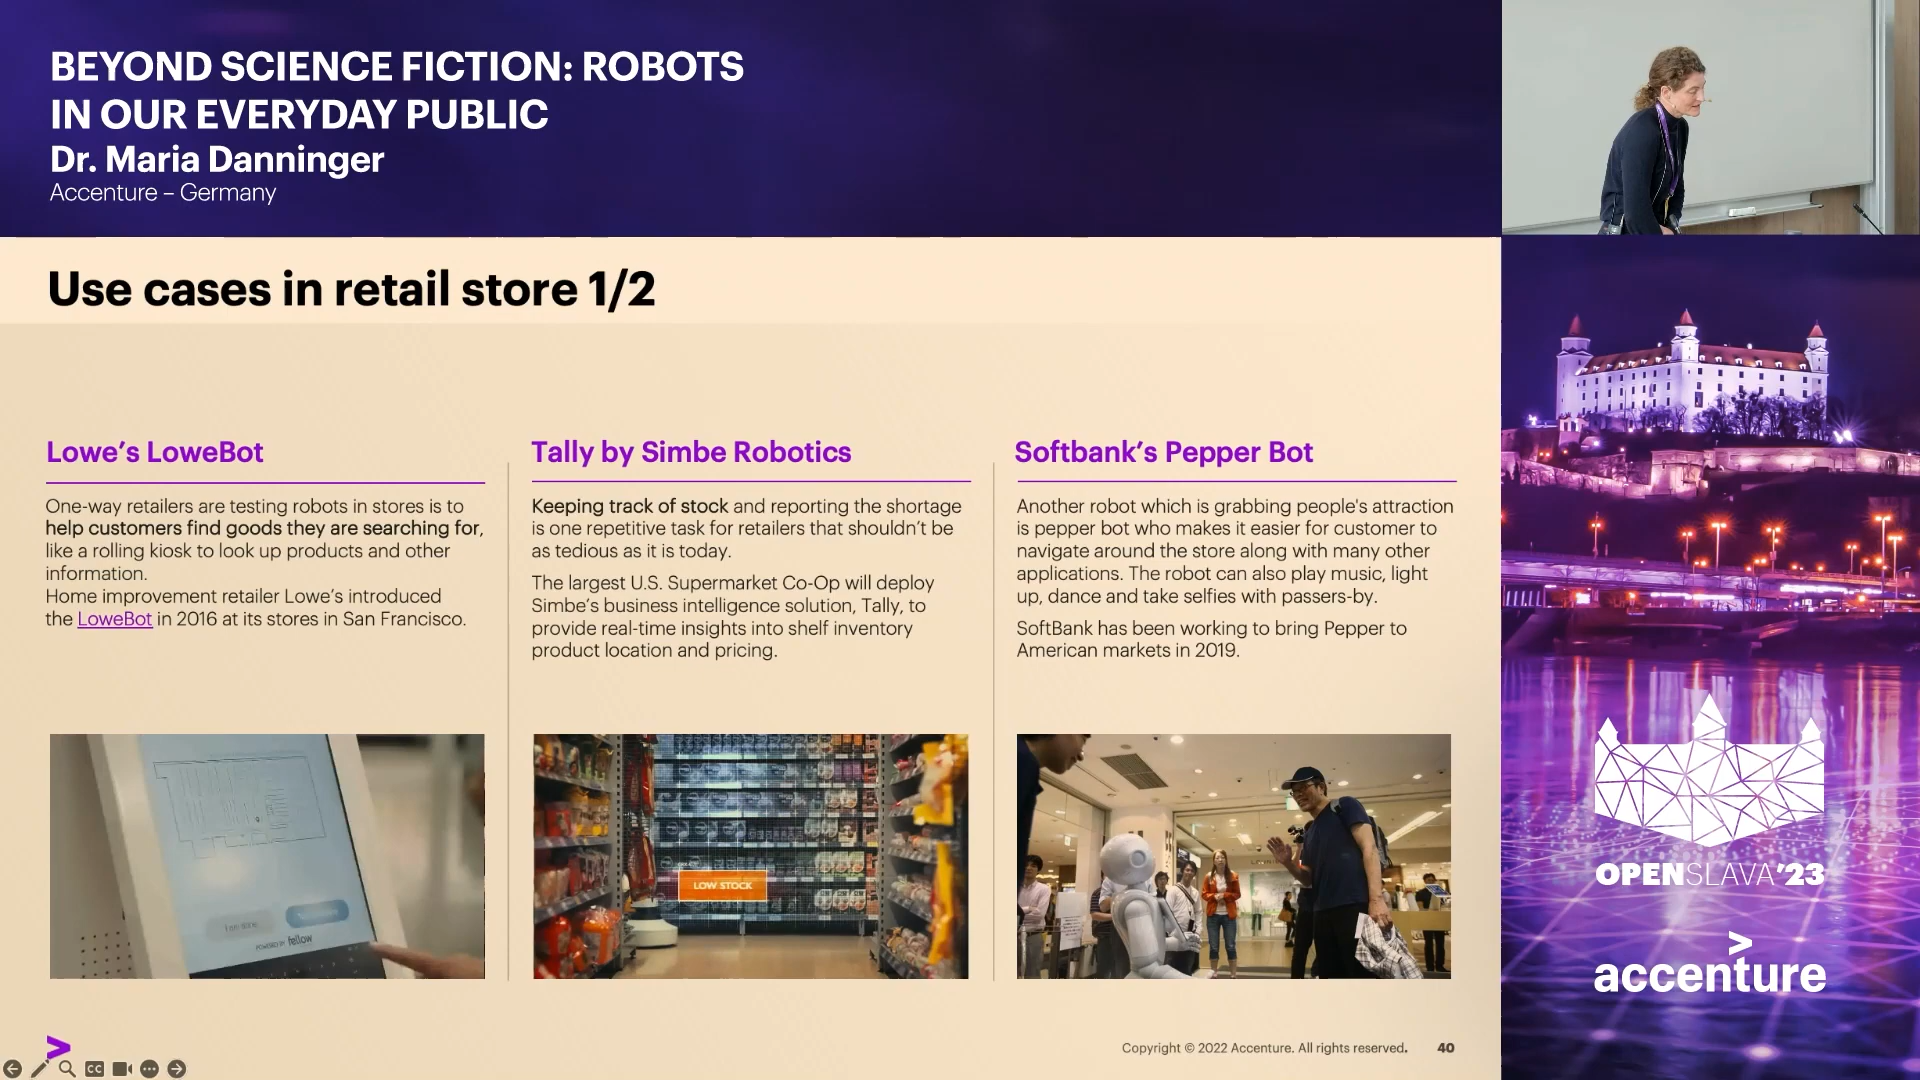 BEYOND SCIENCE FICTION: ROBOTS
IN OUR EVERYDAY PUBLIC
Dr. Maria Danninger
Accenture – Germany
Use cases in retail store 1/2
Lowe's LoweBot
One-way retailers are testing robots in stores is to
help customers find goods they are searching for,
like a rolling kiosk to look up products and other
information.
Home improvement retailer Lowe's introduced
the LoweBot in 2016 at its stores in San Francisco.
POWERED BY fellow
Tally by Simbe Robotics
Keeping track of stock and reporting the shortage
is one repetitive task for retailers that shouldn't be
as tedious as it is today.
The largest U.S. Supermarket Co-Op will deploy
Simbe's business intelligence solution, Tally, to
provide real-time insights into shelf inventory
product location and pricing.
LOW STOCK
Softbank's Pepper Bot
Another robot which is grabbing people's attraction
is pepper bot who makes it easier for customer to
navigate around the store along with many other
applications. The robot can also play music, light
up, dance and take selfies with passers-by.
SoftBank has been working to bring Pepper to
American markets in 2019.
Copyright © 2022 Accenture. All rights reserved. 40
CC
OPENSLAVA'23
accenture